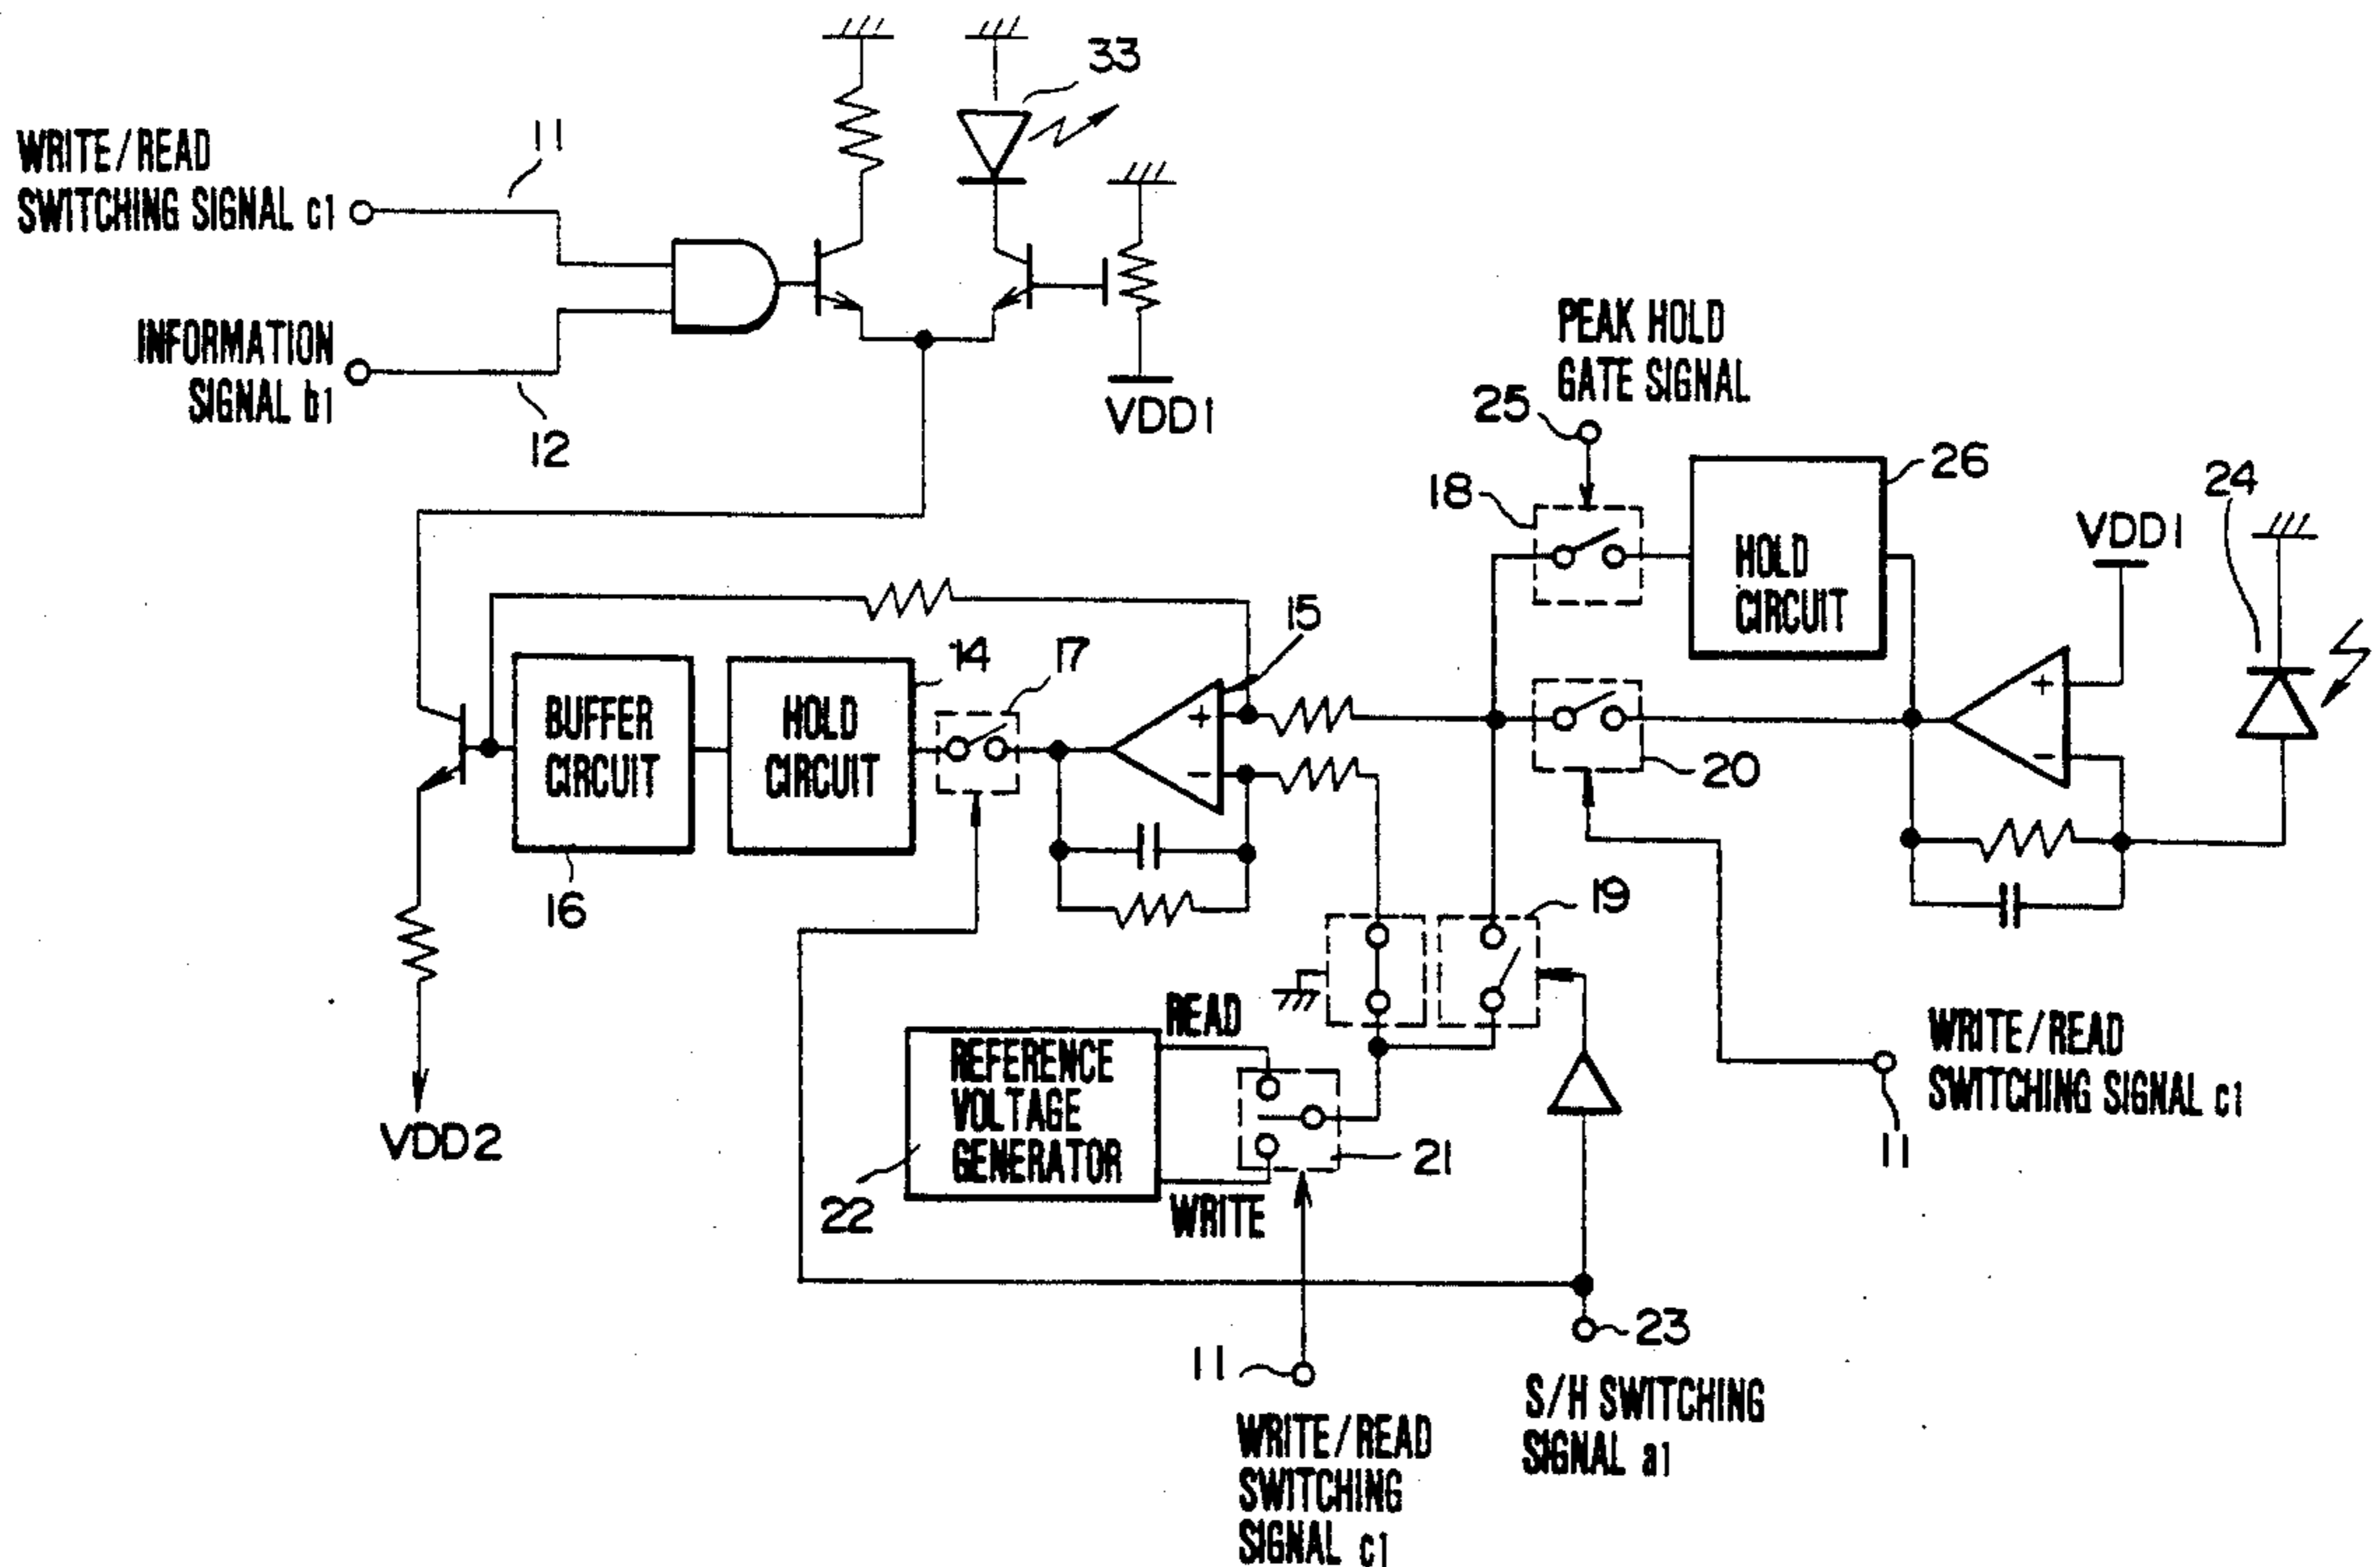 33
WRITE/READ
SWITCHING SIGNAL c1
11
INFORMATION
SIGNAL b1
12
VDD1
PEAK HOLD
GATE SIGNAL
25
18
26
HOLD
CIRCUIT
24
VDD1
14
17
15
BUFFER
CIRCUIT
HOLD
CIRCUIT
+
−
+
−
20
16
19
READ
REFERENCE
VOLTAGE
GENERATOR
WRITE
21
22
VDD2
WRITE/READ
SWITCHING SIGNAL c1
11
23
11
S/H SWITCHING
SIGNAL a1
WRITE/READ
SWITCHING
SIGNAL c1